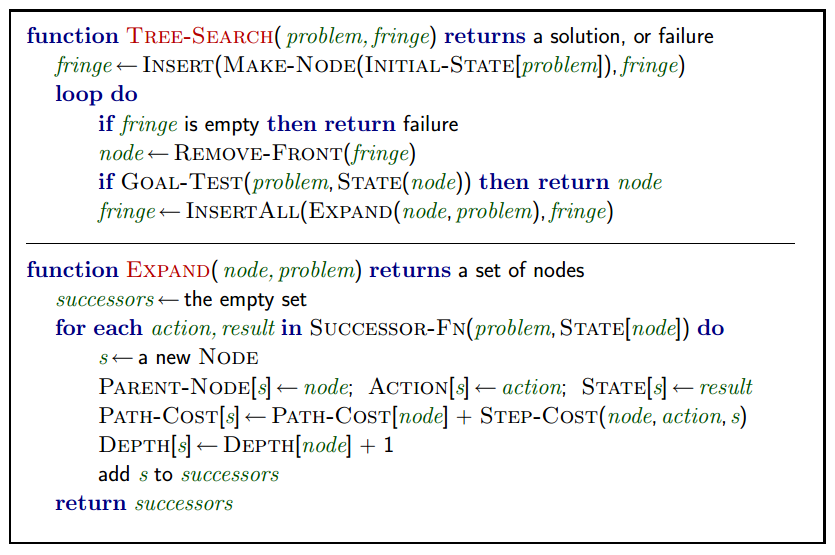 function TREE-SEARCH( problem, fringe) returns a solution, or failure
fringe ← INSERT(MAKE-NODE(INITIAL-STATE[problem]), fringe)
loop do
if fringe is empty then return failure
node ← REMOVE-FRONT(fringe)
if GOAL-TEST(problem, STATE(node)) then return node
fringe ← INSERTALL(EXPAND(node, problem), fringe)
function EXPAND( node, problem) returns a set of nodes
successors ← the empty set
for each action, result in SUCCESSOR-FN(problem, STATE[node]) do
s ← a new NODE
PARENT-NODE[s] ← node; ACTION[s] ← action; STATE[s] ← result
PATH-COST[s] ← PATH-COST[node] + STEP-COST(node, action, s)
DEPTH[s] ← DEPTH[node] + 1
add s to successors
return successors